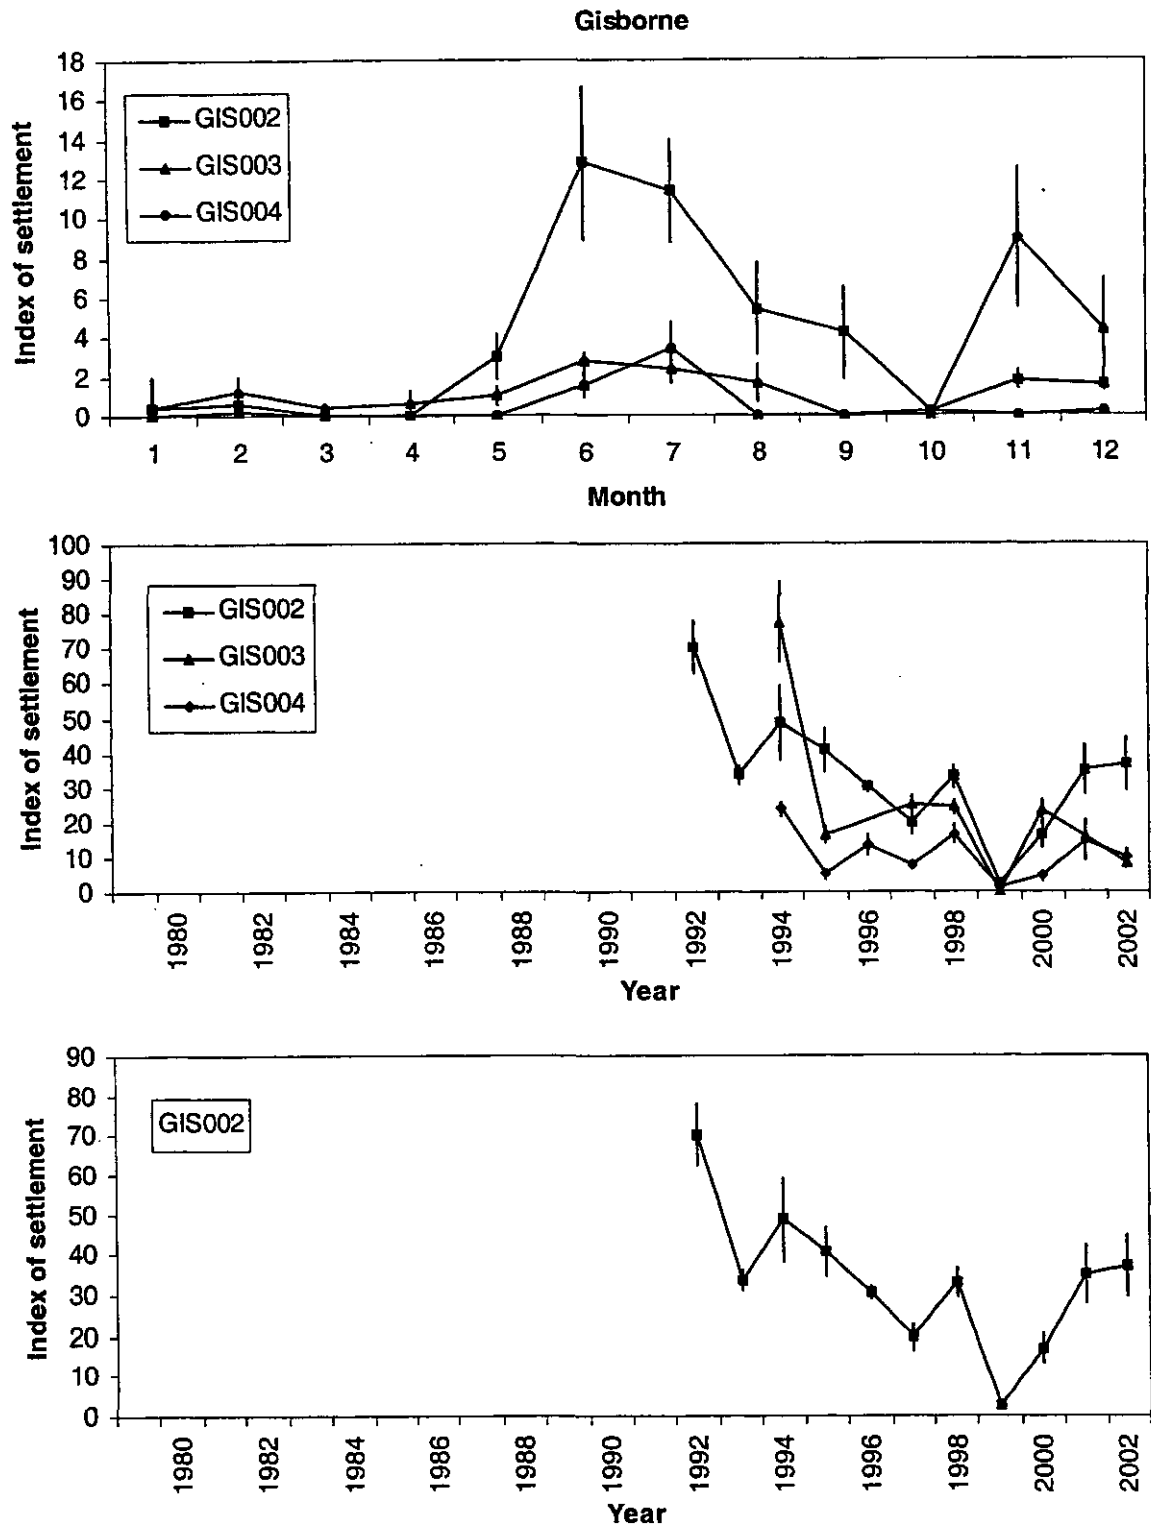 Gisborne
Index of settlement
18
16
14
12
10
8
6
4
2
0
GIS002
GIS003
GIS004
1 2 3 4 5 6 7 8 9 10 11 12
Month
Index of settlement
100
90
80
70
60
50
40
30
20
10
0
GIS002
GIS003
GIS004
1980 1982 1984 1986 1988 1990 1992 1994 1996 1998 2000 2002
Year
Index of settlement
90
80
70
60
50
40
30
20
10
0
GIS002
1980 1982 1984 1986 1988 1990 1992 1994 1996 1998 2000 2002
Year